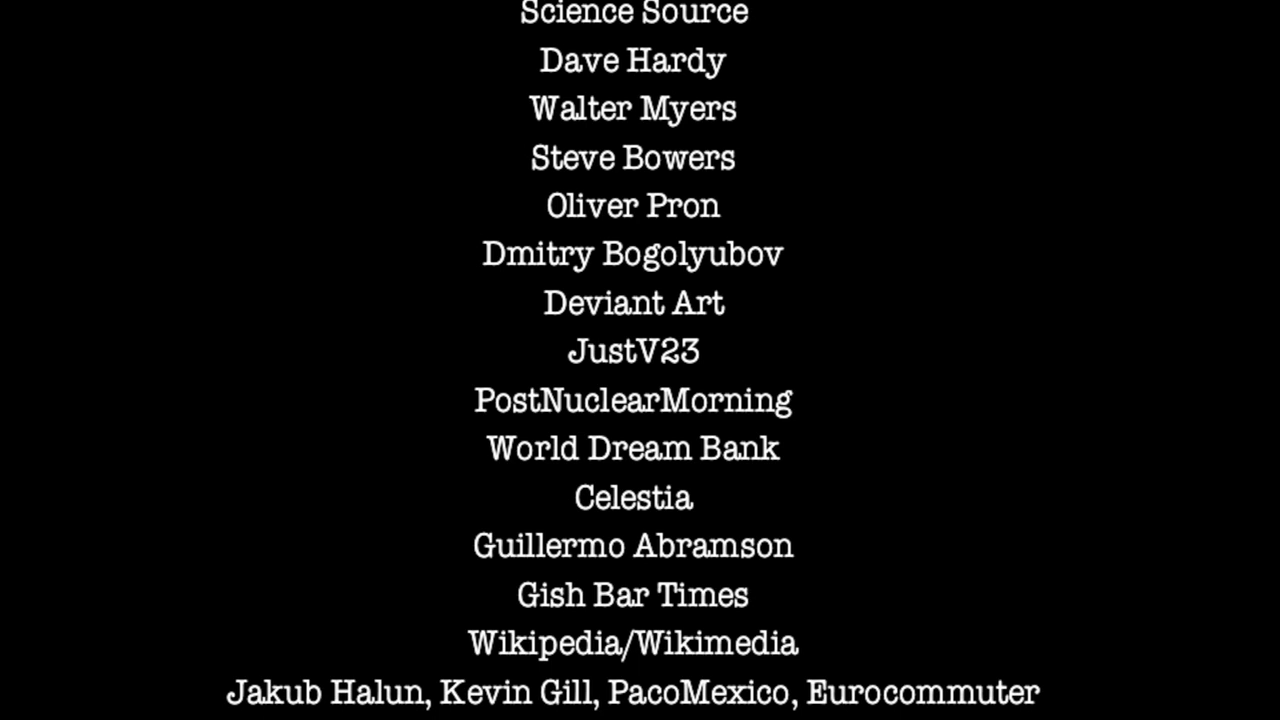 Science Source
Dave Hardy
Walter Myers
Steve Bowers
Oliver Pron
Dmitry Bogolyubov
Deviant Art
JustV23
PostNuclearMorning
World Dream Bank
Celestia
Guillermo Abramson
Gish Bar Times
Wikipedia/Wikimedia
Jakub Halun, Kevin Gill, PacoMexico, Eurocommuter